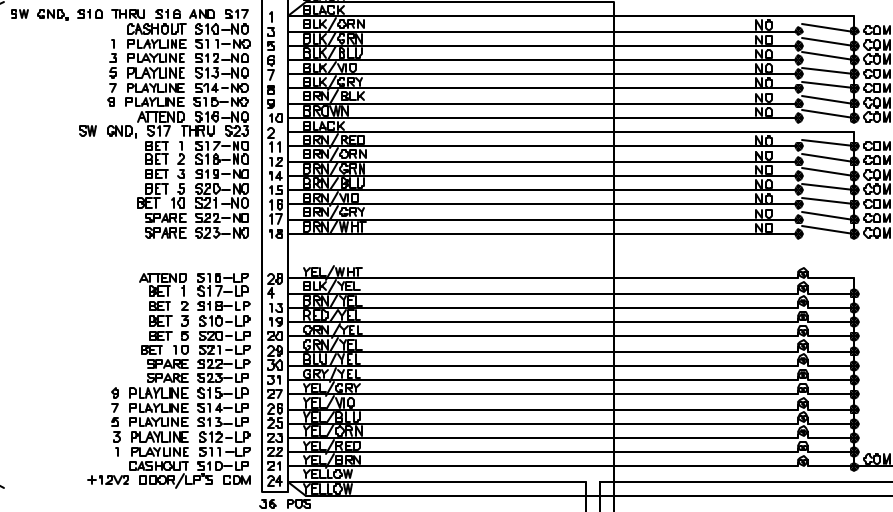 SW GND, S10 THRU S16 AND S17 1 BLACK
CASHOUT S10-NO 3 BLK/ORN NO COM
1 PLAYLINE S11-NO 5 BLK/GRN NO COM
3 PLAYLINE S12-NO 6 BLK/BLU NO COM
5 PLAYLINE S13-NO 7 BLK/VIO NO COM
7 PLAYLINE S14-NO 8 BLK/GRY NO COM
9 PLAYLINE S15-NO 9 BRN/BLK NO COM
ATTEND S16-NO 10 BROWN NO COM
SW GND, S17 THRU S23 2 BLACK
BET 1 S17-NO 11 BRN/RED NO COM
BET 2 S18-NO 12 BRN/ORN NO COM
BET 3 S19-NO 14 BRN/GRN NO COM
BET 5 S20-NO 15 BRN/BLU NO COM
BET 10 S21-NO 16 BRN/VIO NO COM
SPARE S22-NO 17 BRN/GRY NO COM
SPARE S23-NO 18 BRN/WHT NO COM
ATTEND S16-LP 28 YEL/WHT
BET 1 S17-LP 4 BLK/YEL
BET 2 S18-LP 13 BRN/YEL
BET 3 S19-LP 19 RED/YEL
BET 5 S20-LP 20 ORN/YEL
BET 10 S21-LP 29 GRN/YEL
SPARE S22-LP 30 BLU/YEL
SPARE S23-LP 31 GRY/YEL
9 PLAYLINE S15-LP 27 YEL/GRY
7 PLAYLINE S14-LP 26 YEL/VIO
5 PLAYLINE S13-LP 25 YEL/BLU
3 PLAYLINE S12-LP 23 YEL/ORN
1 PLAYLINE S11-LP 22 YEL/RED
CASHOUT S10-LP 21 YEL/BRN COM
+12V2 DOOR/LP'S COM 24 YELLOW
YELLOW
36 POS